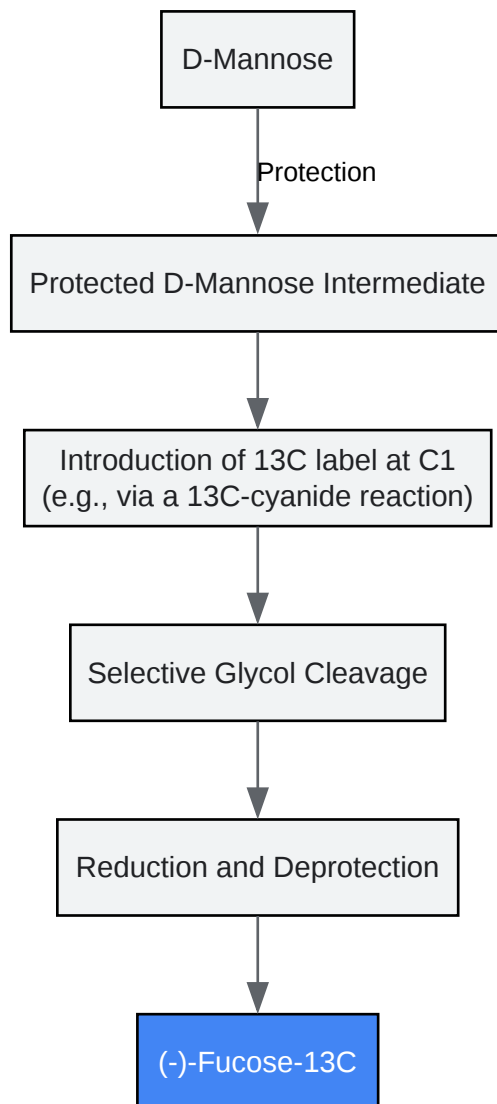 D-Mannose
Protection
Protected D-Mannose Intermediate
Introduction of 13C label at C1
(e.g., via a 13C-cyanide reaction)
Selective Glycol Cleavage
Reduction and Deprotection
(-)-Fucose-13C